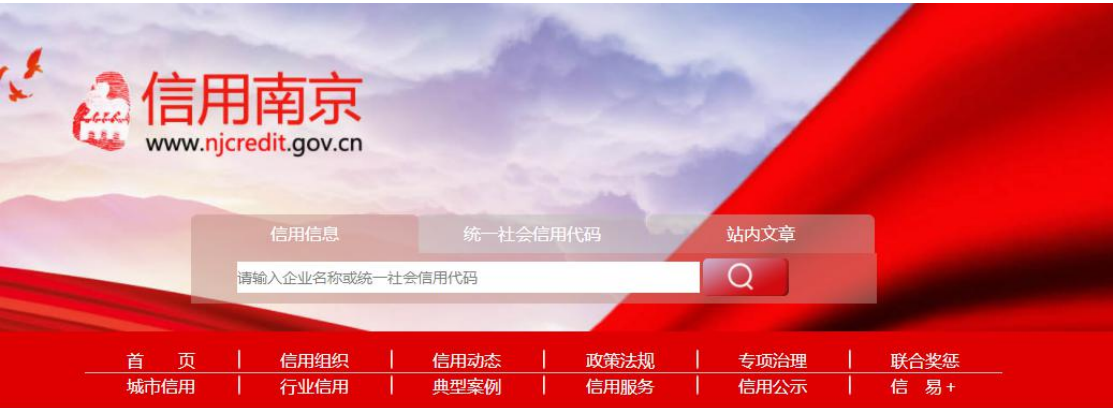 信用南京
www.njcredit.gov.cn
信用信息 统一社会信用代码 站内文章
请输入企业名称或统一社会信用代码
首 页 信用组织 信用动态 政策法规 专项治理 联合奖惩
城市信用 行业信用 典型案例 信用服务 信用公示 信 易+